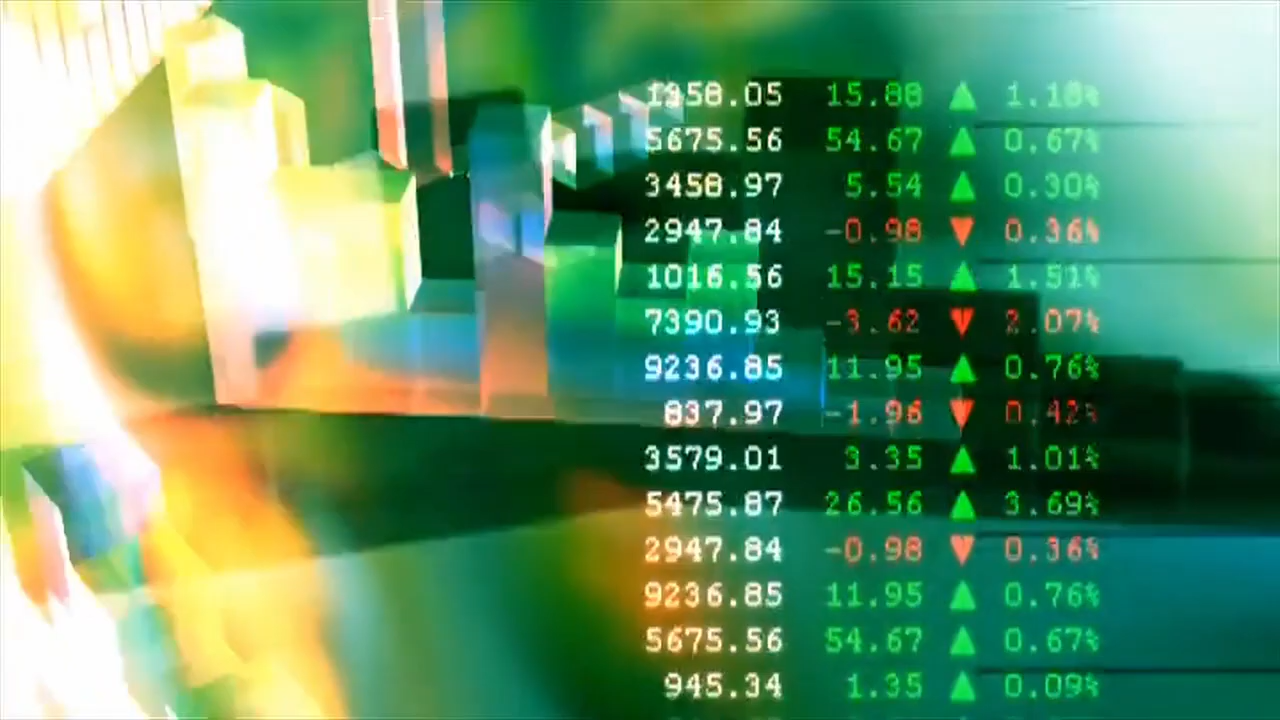 1358.05 15.88 ▲ 1.18%
5675.56 54.67 ▲ 0.67%
3458.97 5.54 ▲ 0.30%
2947.84 -0.98 ▼ 0.36%
1016.56 15.15 ▲ 1.51%
7390.93 -3.62 ▼ 2.07%
9236.85 11.95 ▲ 0.76%
837.97 -1.96 ▼ 0.42%
3579.01 3.35 ▲ 1.01%
5475.87 26.56 ▲ 3.69%
2947.84 -0.98 ▼ 0.36%
9236.85 11.95 ▲ 0.76%
5675.56 54.67 ▲ 0.67%
945.34 1.35 ▲ 0.09%